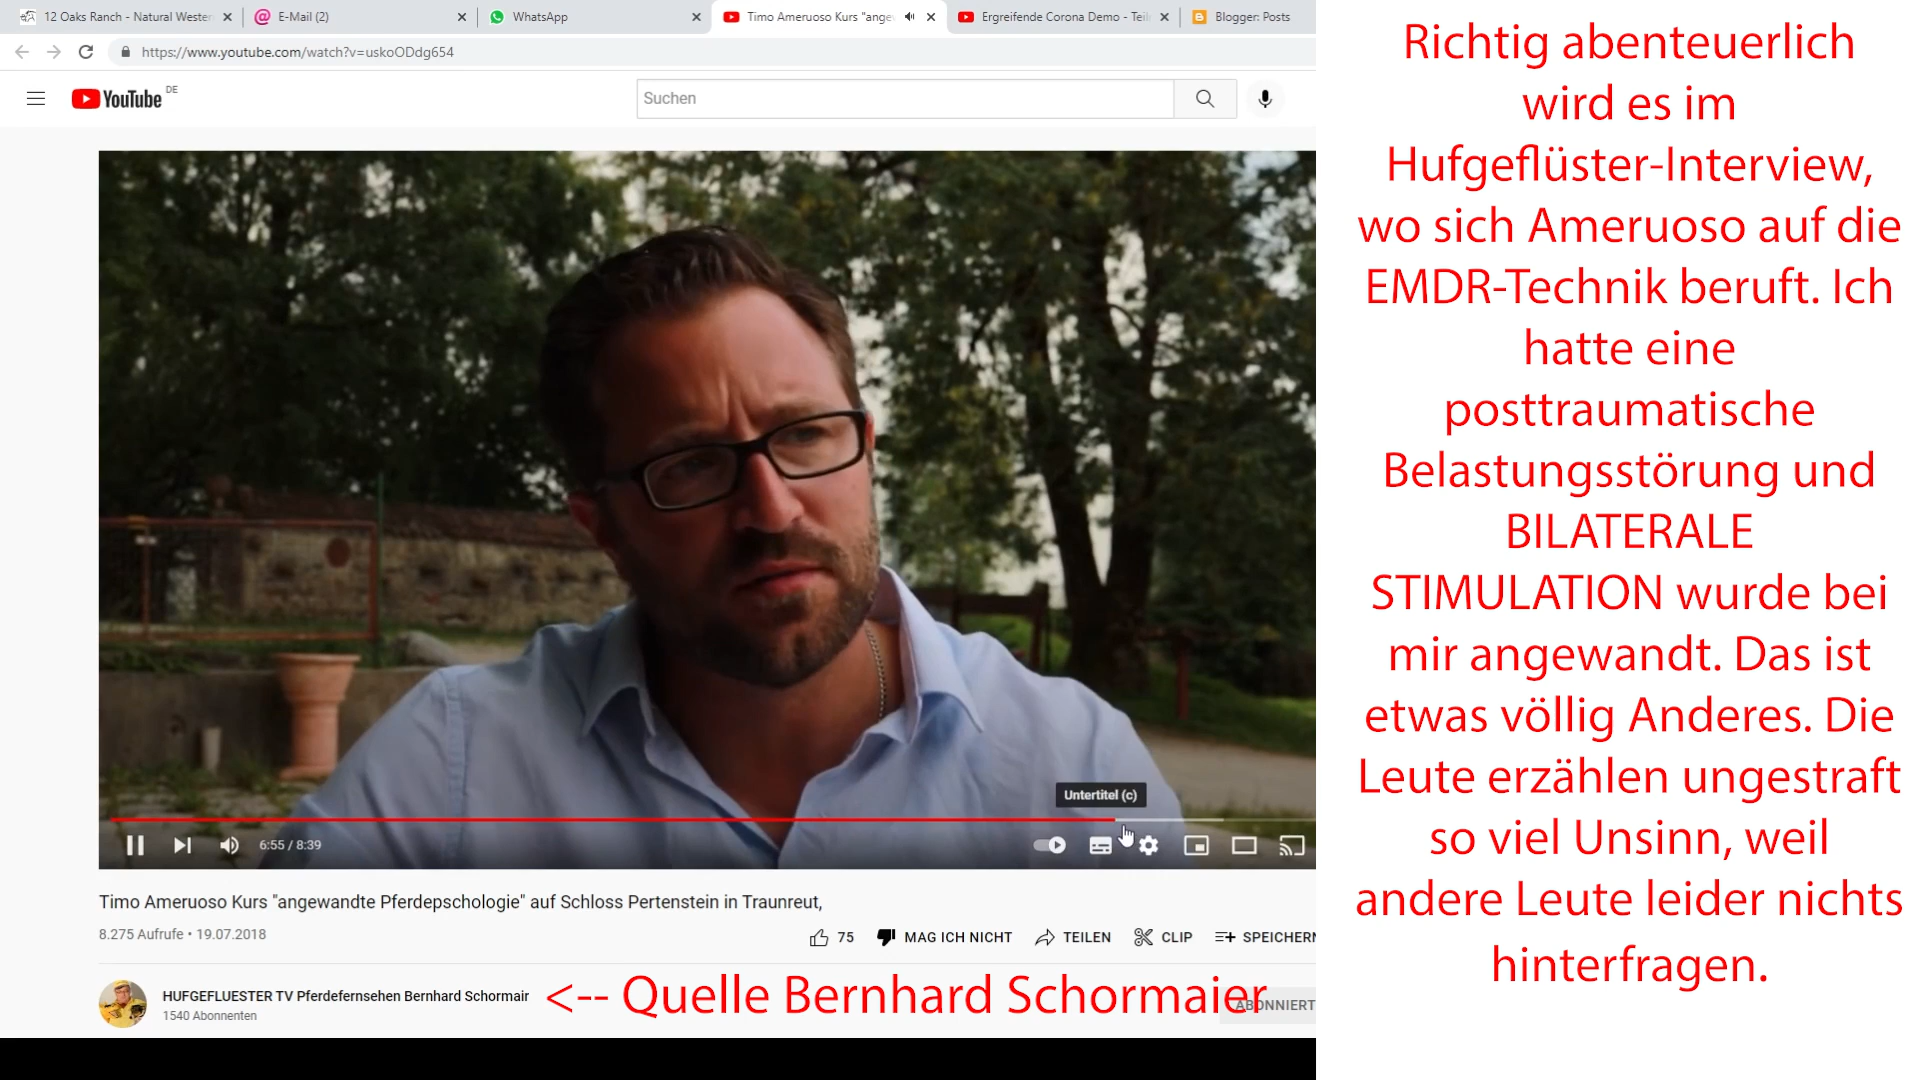 12 Oaks Ranch - Natural Wester
E-Mail (2)
WhatsApp
Timo Ameruoso Kurs "ange
Ergreifende Corona Demo - Teil
Blogger: Posts
https://www.youtube.com/watch?v=uskoODdg654
YouTube DE
Suchen
Untertitel (c)
6:55 / 8:39
Timo Ameruoso Kurs "angewandte Pferdepschologie" auf Schloss Pertenstein in Traunreut,
8.275 Aufrufe • 19.07.2018
75 MAG ICH NICHT TEILEN CLIP SPEICHERN
HUFGEFLUESTER TV Pferdefernsehen Bernhard Schormair
1540 Abonnenten
<-- Quelle Bernhard Schormaier
ABONNIERT
Richtig abenteuerlich
wird es im
Hufgeflüster-Interview,
wo sich Ameruoso auf die
EMDR-Technik beruft. Ich
hatte eine
posttraumatische
Belastungsstörung und
BILATERALE
STIMULATION wurde bei
mir angewandt. Das ist
etwas völlig Anderes. Die
Leute erzählen ungestraft
so viel Unsinn, weil
andere Leute leider nichts
hinterfragen.